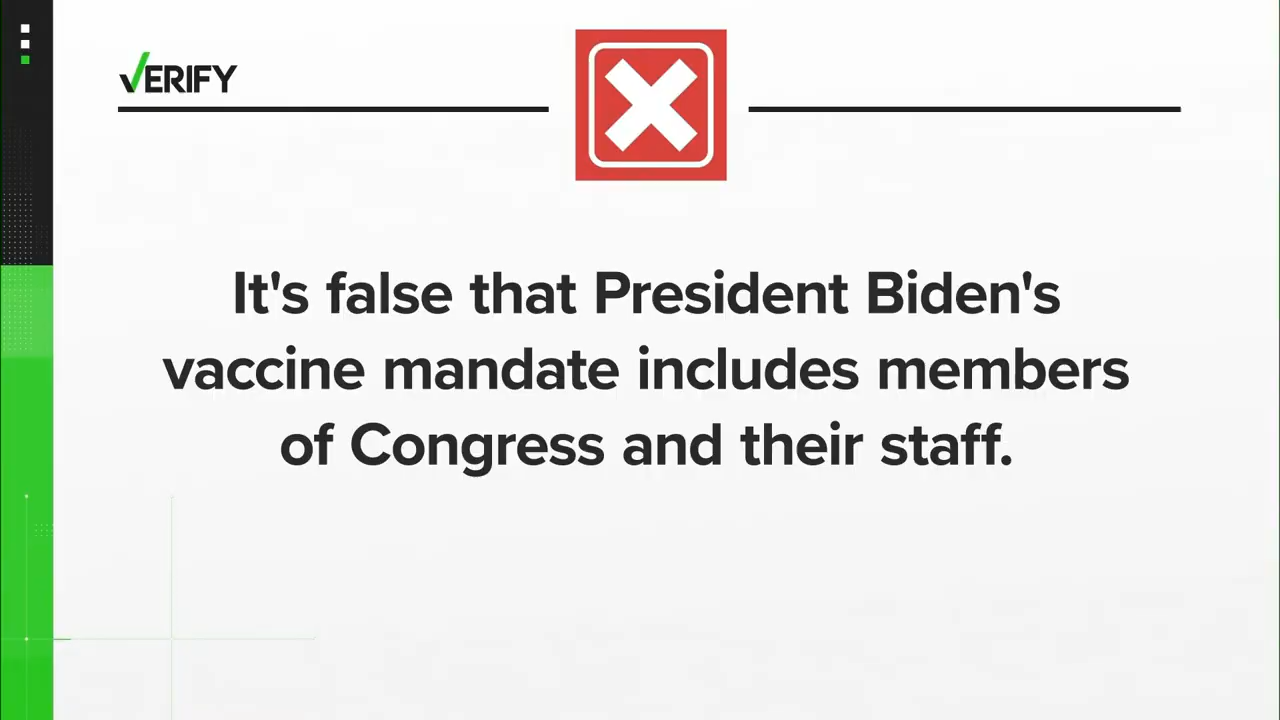 VERIFY
It's false that President Biden's
vaccine mandate includes members
of Congress and their staff.